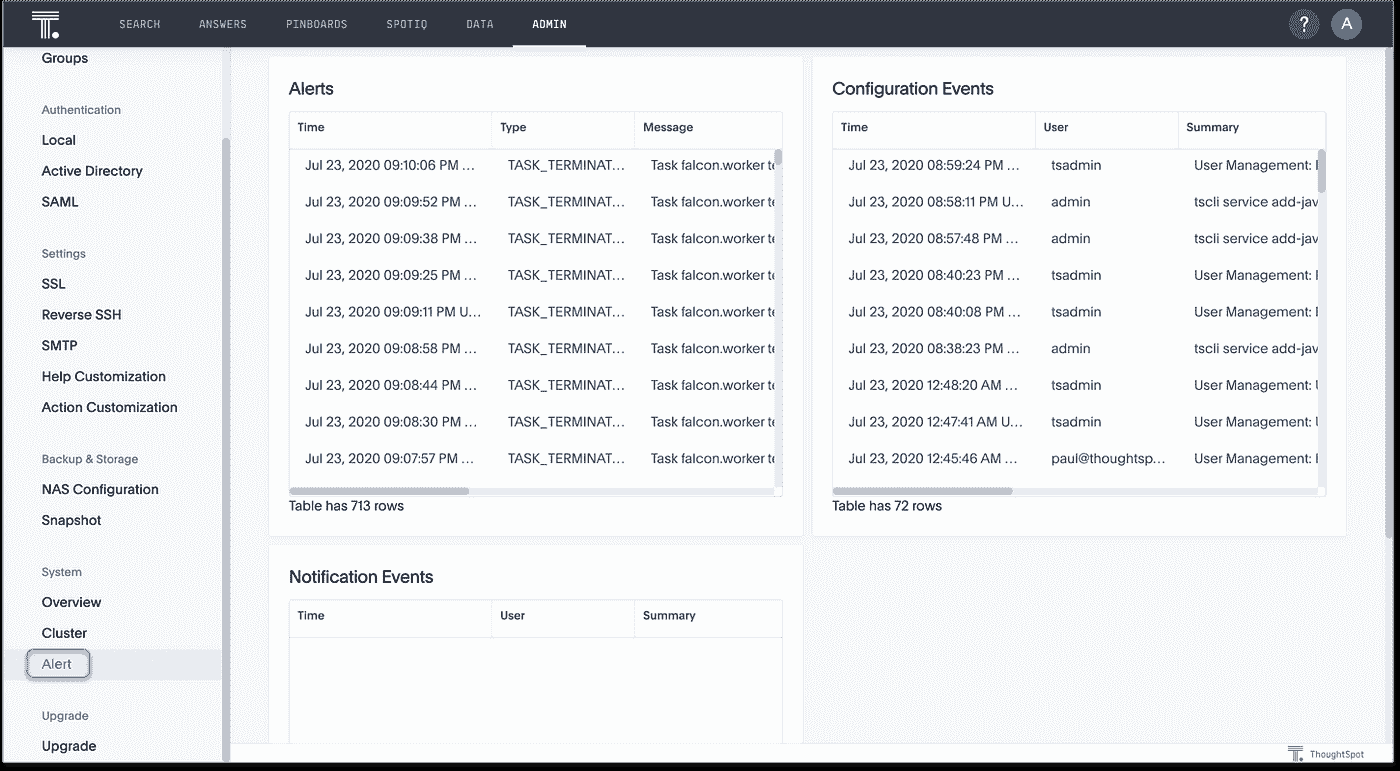 SEARCH ANSWERS PINBOARDS SPOTIQ DATA ADMIN ? A
Groups
Authentication
Local
Active Directory
SAML
Settings
SSL
Reverse SSH
SMTP
Help Customization
Action Customization
Backup & Storage
NAS Configuration
Snapshot
System
Overview
Cluster
Alert
Upgrade
Upgrade
Alerts
Time Type Message
Jul 23, 2020 09:10:06 PM ... TASK_TERMINAT... Task falcon.worker te
Jul 23, 2020 09:09:52 PM ... TASK_TERMINAT... Task falcon.worker te
Jul 23, 2020 09:09:38 PM ... TASK_TERMINAT... Task falcon.worker te
Jul 23, 2020 09:09:25 PM ... TASK_TERMINAT... Task falcon.worker te
Jul 23, 2020 09:09:11 PM U... TASK_TERMINAT... Task falcon.worker te
Jul 23, 2020 09:08:58 PM ... TASK_TERMINAT... Task falcon.worker te
Jul 23, 2020 09:08:44 PM ... TASK_TERMINAT... Task falcon.worker te
Jul 23, 2020 09:08:30 PM ... TASK_TERMINAT... Task falcon.worker te
Jul 23, 2020 09:07:57 PM ... TASK_TERMINAT... Task falcon.worker te
Table has 713 rows
Configuration Events
Time User Summary
Jul 23, 2020 08:59:24 PM ... tsadmin User Management:
Jul 23, 2020 08:58:11 PM U... admin tscli service add-jav
Jul 23, 2020 08:57:48 PM ... admin tscli service add-jav
Jul 23, 2020 08:40:23 PM ... tsadmin User Management:
Jul 23, 2020 08:40:08 PM ... tsadmin User Management:
Jul 23, 2020 08:38:23 PM ... admin tscli service add-jav
Jul 23, 2020 12:48:20 AM ... tsadmin User Management:
Jul 23, 2020 12:47:41 AM U... tsadmin User Management:
Jul 23, 2020 12:45:46 AM ... paul@thoughtsp... User Management:
Table has 72 rows
Notification Events
Time User Summary
ThoughtSpot